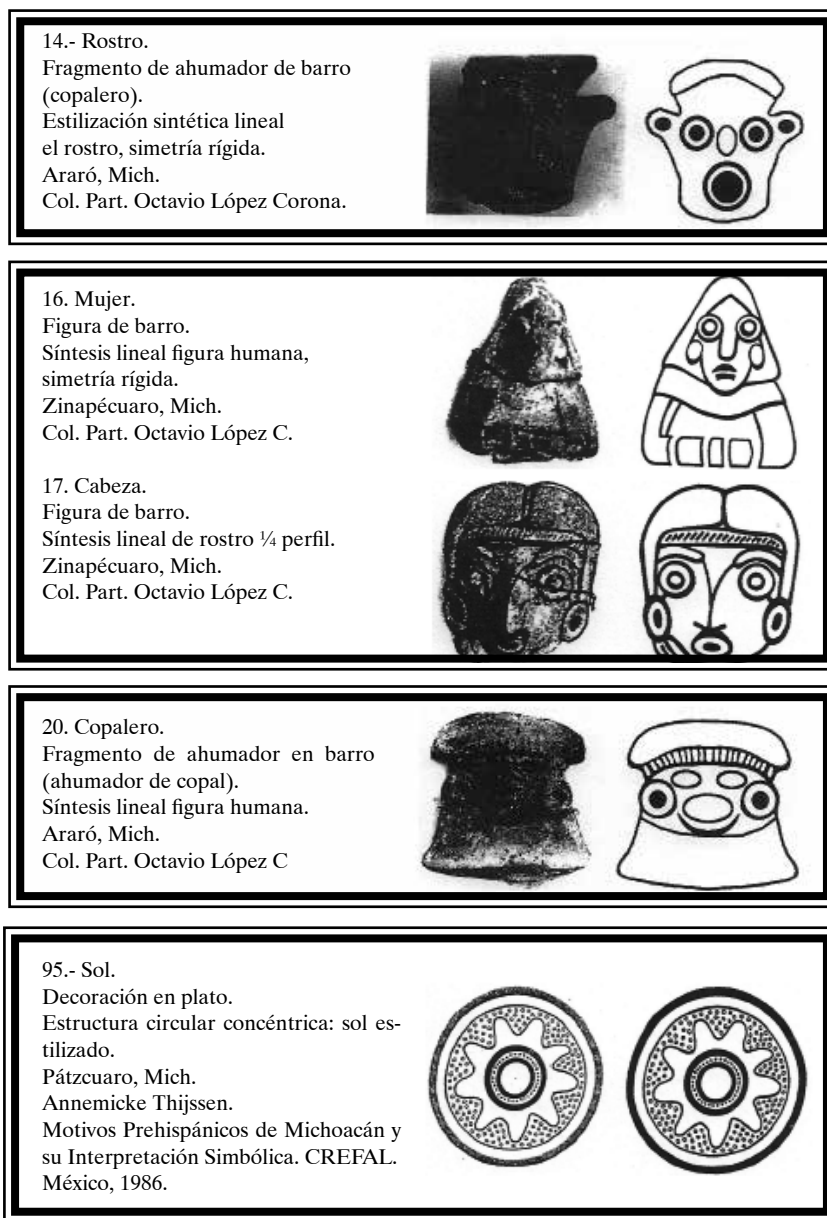 14.- Rostro.
Fragmento de ahumador de barro
(copalero).
Estilización sintética lineal
el rostro, simetría rígida.
Araró, Mich.
Col. Part. Octavio López Corona.
16. Mujer.
Figura de barro.
Síntesis lineal figura humana,
simetría rígida.
Zinapécuaro, Mich.
Col. Part. Octavio López C.
17. Cabeza.
Figura de barro.
Síntesis lineal de rostro ¼ perfil.
Zinapécuaro, Mich.
Col. Part. Octavio López C.
20. Copalero.
Fragmento de ahumador en barro
(ahumador de copal).
Síntesis lineal figura humana.
Araró, Mich.
Col. Part. Octavio López C
95.- Sol.
Decoración en plato.
Estructura circular concéntrica: sol es-
tilizado.
Pátzcuaro, Mich.
Annemicke Thijssen.
Motivos Prehispánicos de Michoacán y
su Interpretación Simbólica. CREFAL.
México, 1986.